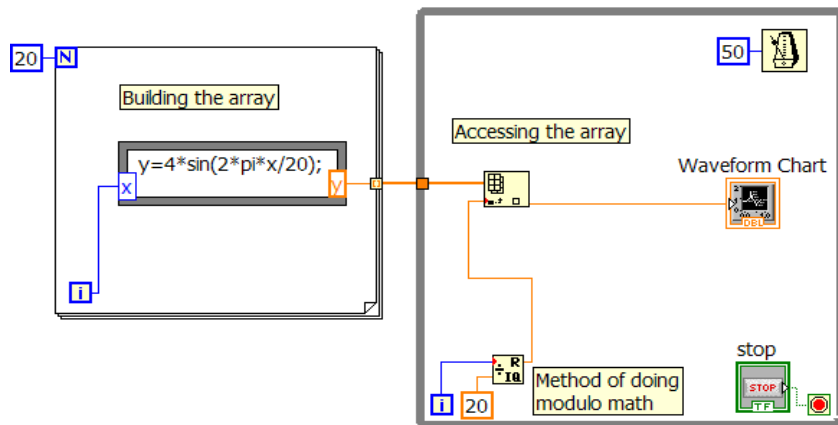 20
N
Building the array
y=4*sin(2*pi*x/20);
x
y
i
50
Accessing the array
Waveform Chart
DBL
R
IQ
i
20
Method of doing
modulo math
stop
STOP
TF